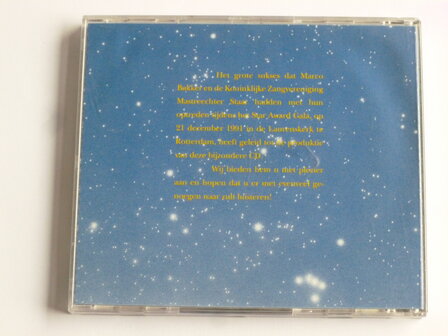 Het grote sukses dat Marco
Bakker en de Koninklijke Zangvereniging
Mastreechter Staar hadden met hun
optreden tijdens het Star Award Gala, op
21 december 1991 in de Laurenskerk te
Rotterdam, heeft geleid tot de produktie
van deze bijzondere CD.
Wij bieden hem u met plezier
aan en hopen dat u er met evenveel ge-
noegen naar zult luisteren!